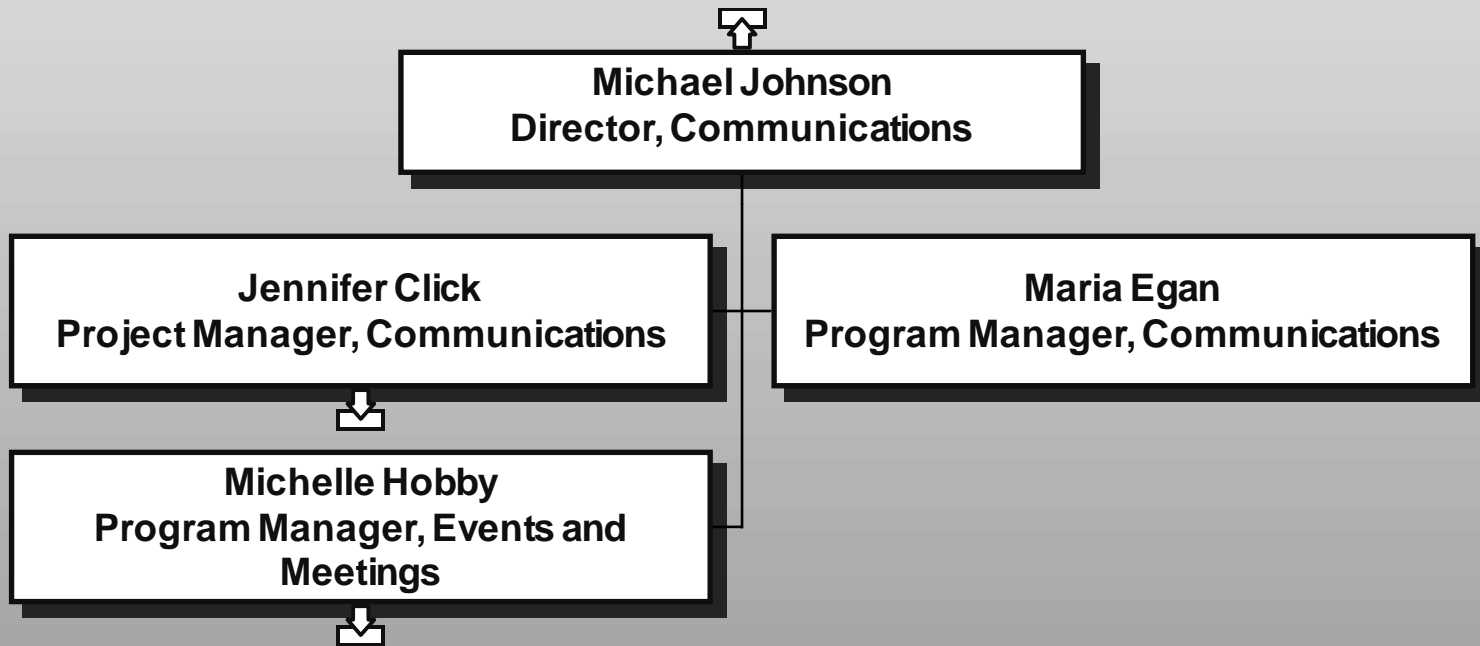 Michael Johnson
Director, Communications
Jennifer Click
Project Manager, Communications
Maria Egan
Program Manager, Communications
Michelle Hobby
Program Manager, Events and
Meetings